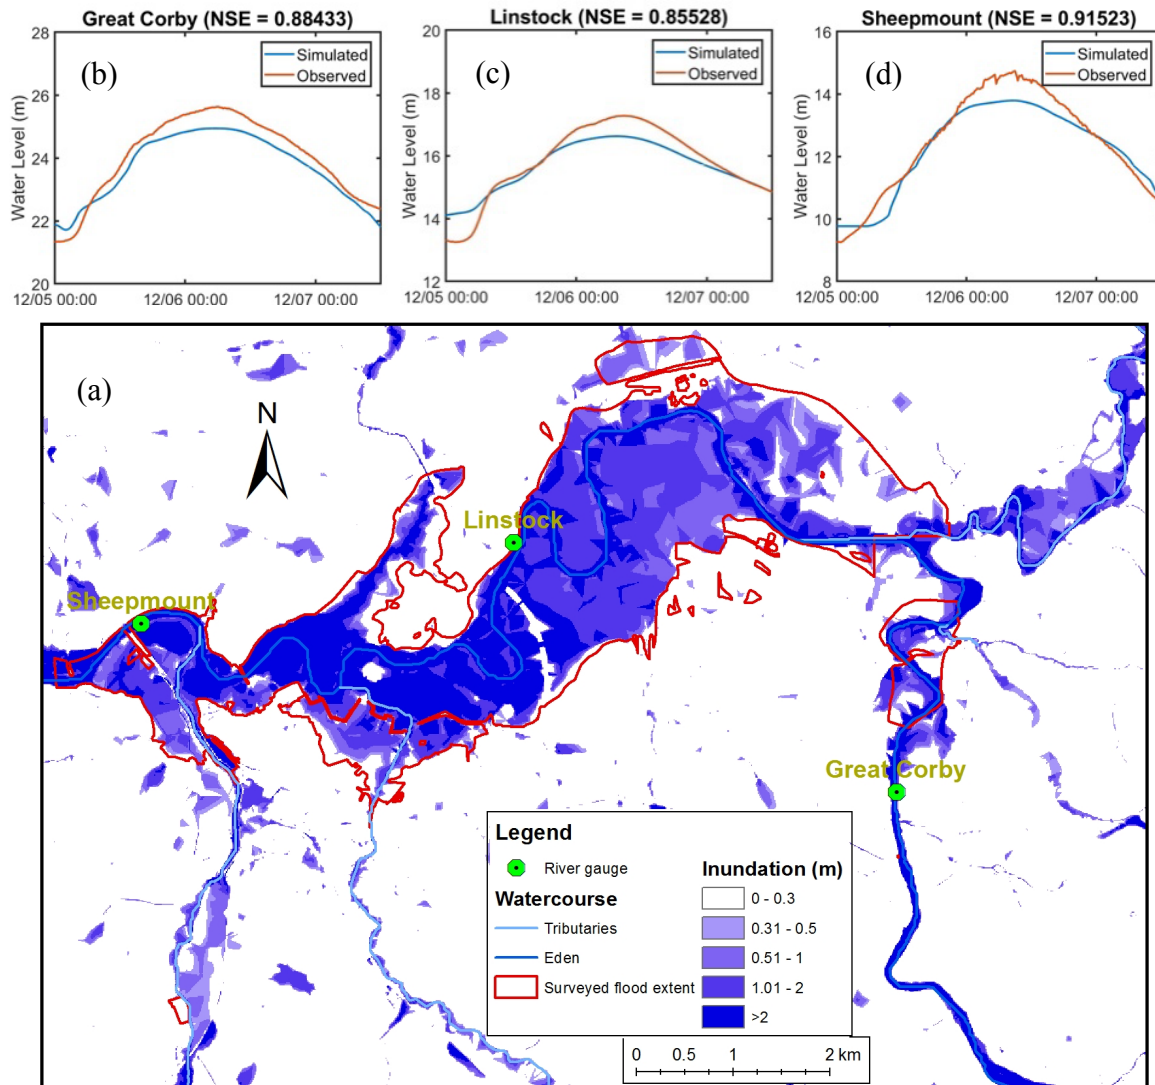 Great Corby (NSE = 0.88433)
28
26
24
22
20
Water Level (m)
(b)
Simulated
Observed
12/05 00:00 12/06 00:00 12/07 00:00
Linstock (NSE = 0.85528)
20
18
16
14
12
Water Level (m)
(c)
Simulated
Observed
12/05 00:00 12/06 00:00 12/07 00:00
Sheepmount (NSE = 0.91523)
16
14
12
10
8
Water Level (m)
(d)
Simulated
Observed
12/05 00:00 12/06 00:00 12/07 00:00
(a)
N
Linstock
Sheepmount
Great Corby
Legend
River gauge
Watercourse
Tributaries
Eden
Surveyed flood extent
Inundation (m)
0 - 0.3
0.31 - 0.5
0.51 - 1
1.01 - 2
>2
0 0.5 1 2 km